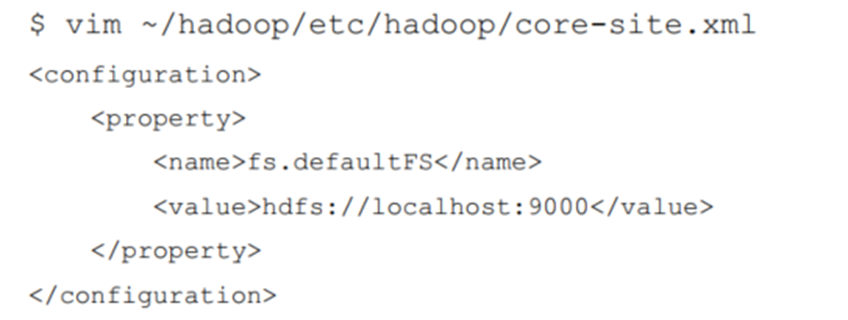 $ vim ~/hadoop/etc/hadoop/core-site.xml
<configuration>
    <property>
        <name>fs.defaultFS</name>
        <value>hdfs://localhost:9000</value>
    </property>
</configuration>